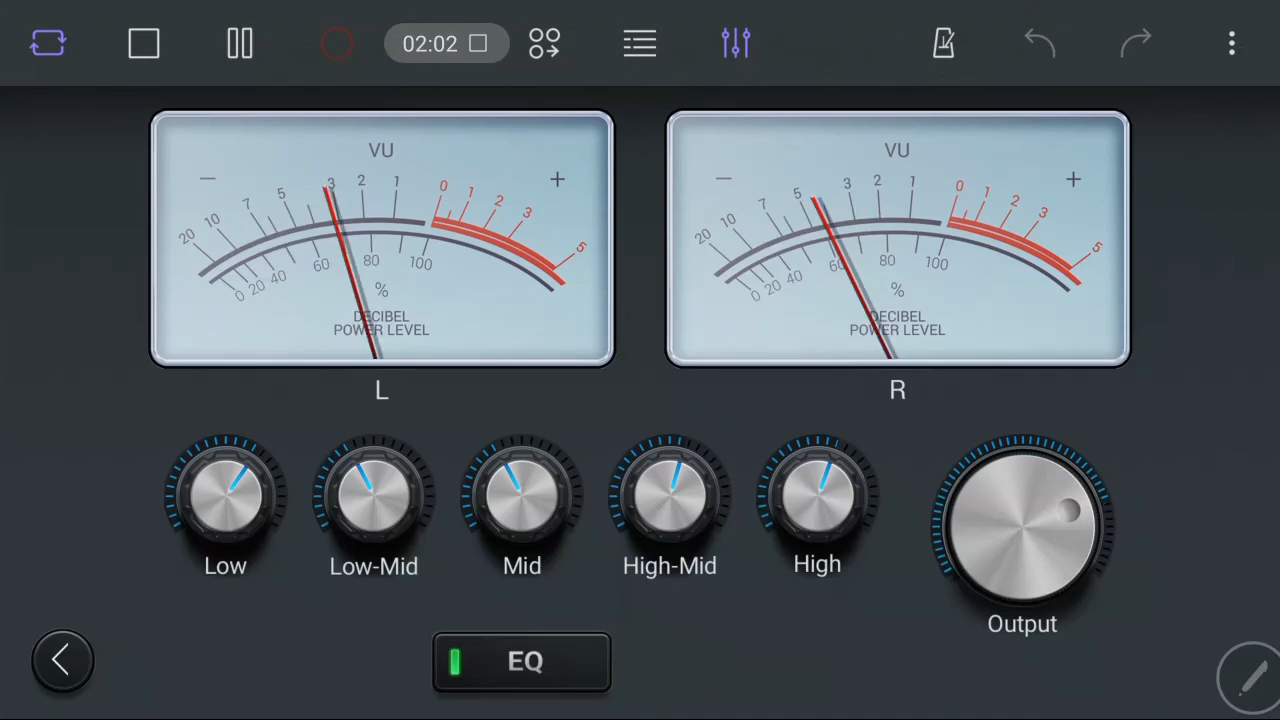 02:02
VU
− +
20 10 7 5 3 2 1 0 1 2 3 5
0 20 40 60 80 100
%
DECIBEL
POWER LEVEL
L
VU
− +
20 10 7 5 3 2 1 0 1 2 3 5
0 20 40 60 80 100
%
DECIBEL
POWER LEVEL
R
Low Low-Mid Mid High-Mid High
Output
EQ